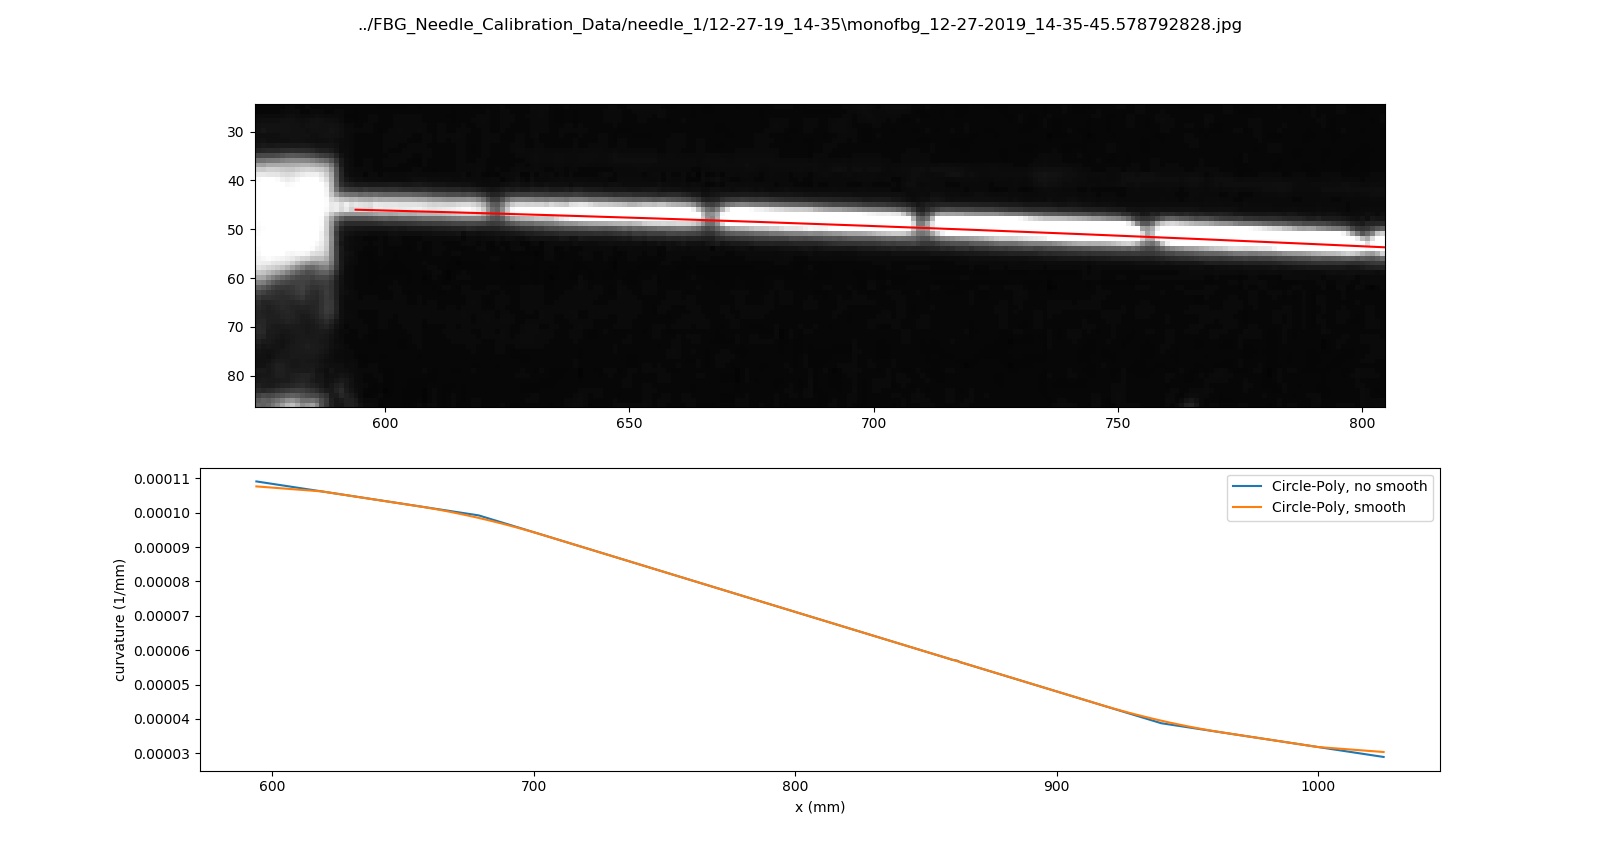 ../FBG_Needle_Calibration_Data/needle_1/12-27-19_14-35\monofbg_12-27-2019_14-35-45.578792828.jpg
30
40
50
60
70
80
600 650 700 750 800
0.00011
0.00010
0.00009
0.00008
0.00007
0.00006
0.00005
0.00004
0.00003
curvature (1/mm)
Circle-Poly, no smooth
Circle-Poly, smooth
600 700 800 900 1000
x (mm)